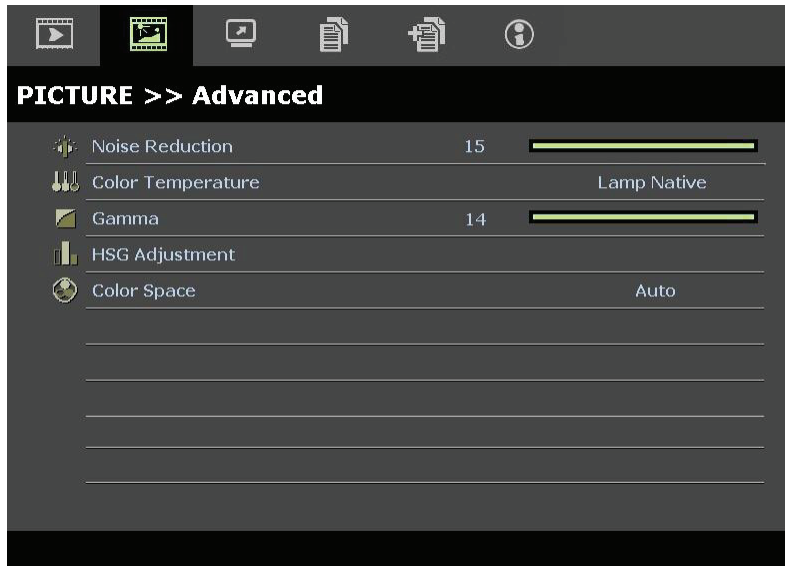 PICTURE >> Advanced
Noise Reduction 15
Color Temperature Lamp Native
Gamma 14
HSG Adjustment
Color Space Auto